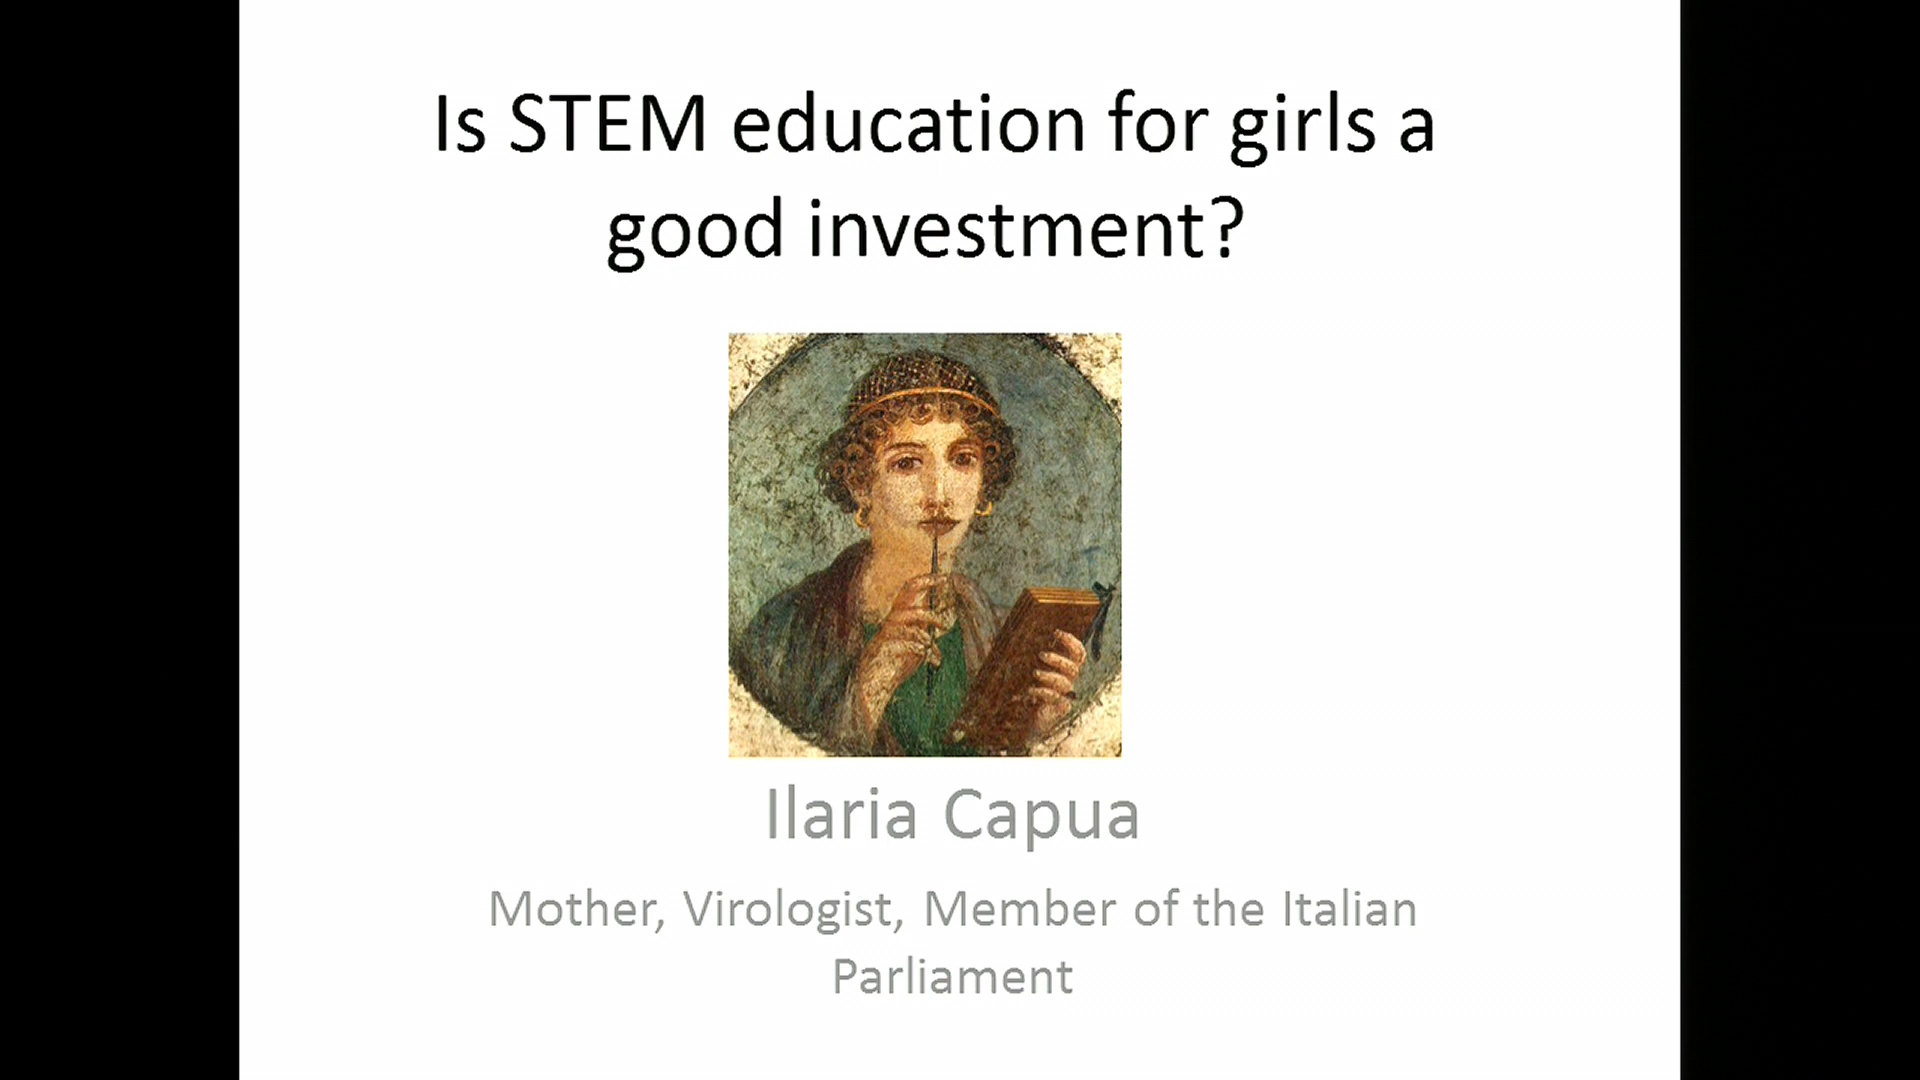 Is STEM education for girls a
good investment?
Ilaria Capua
Mother, Virologist, Member of the Italian
Parliament